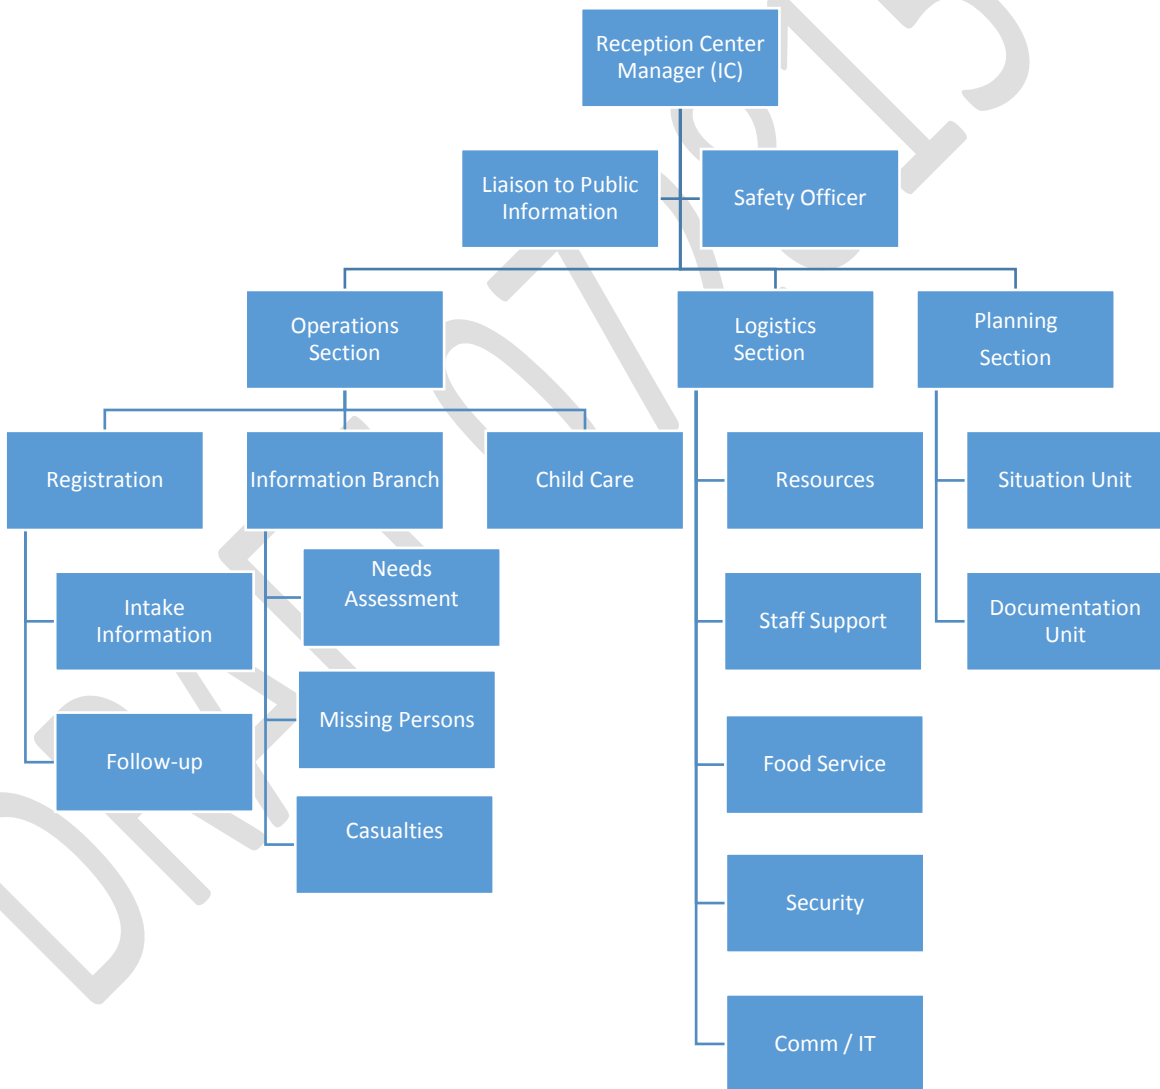 Reception Center
Manager (IC)
Liaison to Public
Information
Safety Officer
Operations
Section
Logistics
Section
Planning
Section
Registration
Information Branch
Child Care
Resources
Situation Unit
Intake
Information
Needs
Assessment
Staff Support
Documentation
Unit
Follow-up
Missing Persons
Food Service
Casualties
Security
Comm / IT
DRAFT